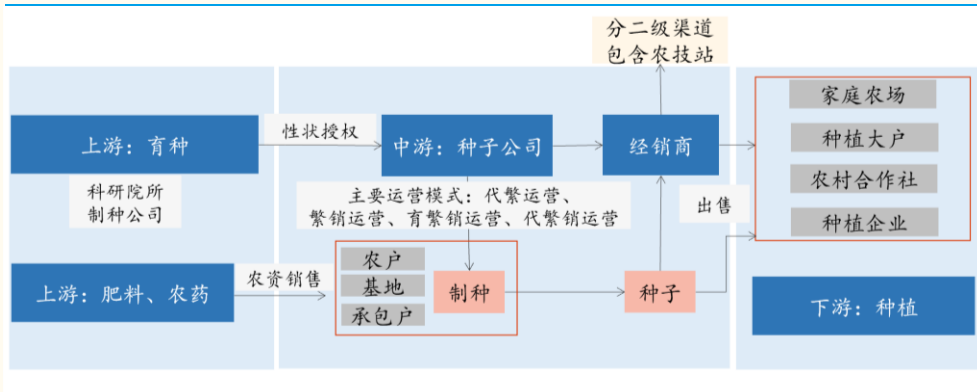 分二级渠道
包含农技站
上游：育种
性状授权
中游：种子公司
经销商
家庭农场
种植大户
农村合作社
种植企业
科研院所
制种公司
主要运营模式：代繁运营、
繁销运营、育繁销运营、代繁销运营
出售
上游：肥料、农药
农资销售
农户
基地
承包户
制种
种子
下游：种植